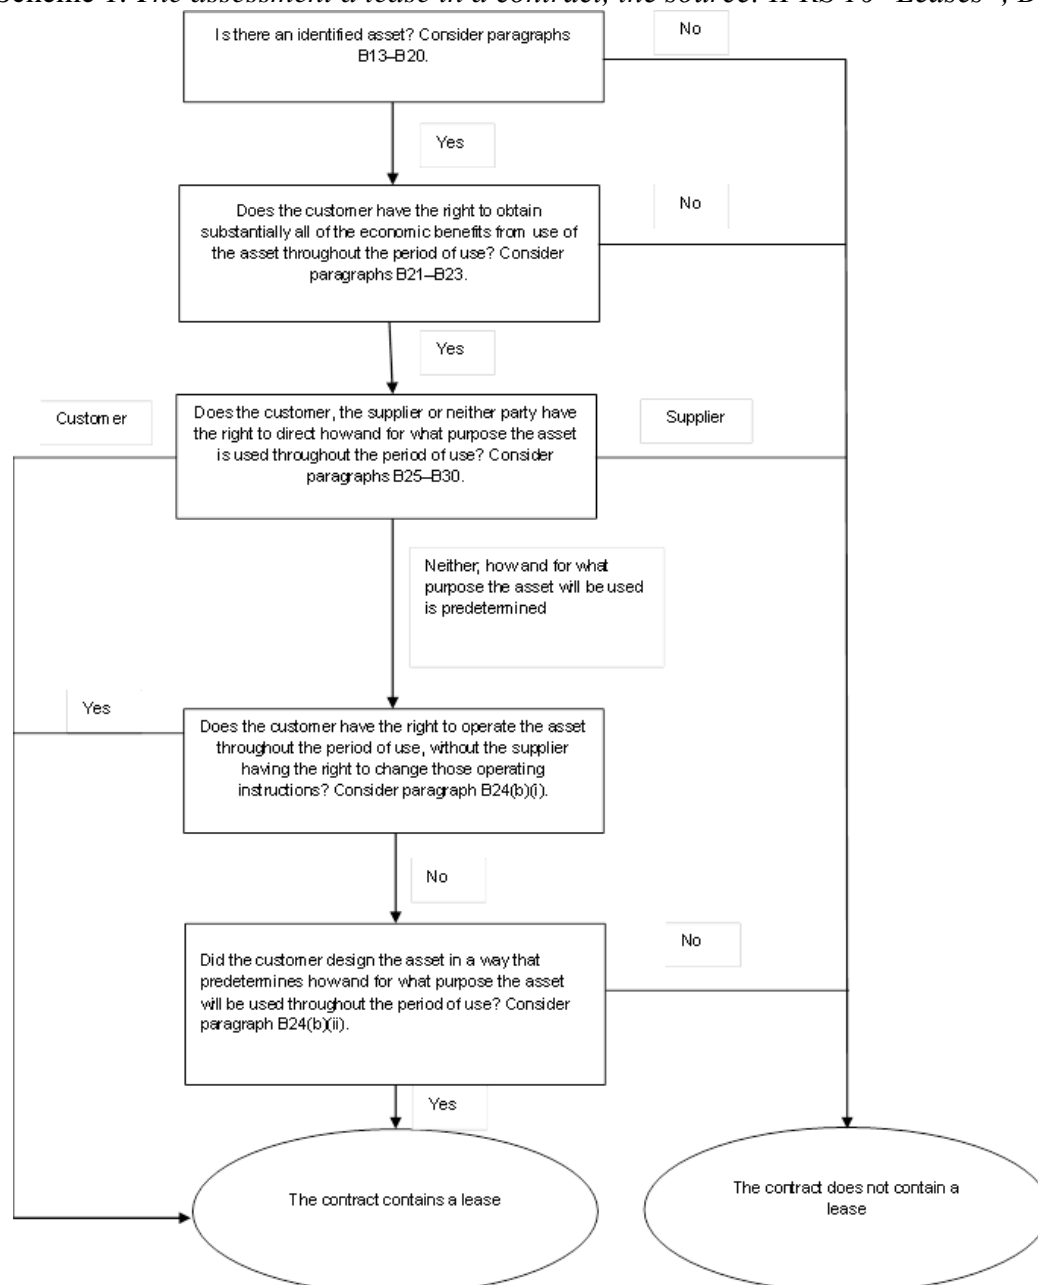 Scheme 1: The assessment a lease in a contract, the source: IFRS 16
Is there an identified asset? Consider paragraphs
B13–B20.
No
Yes
Does the customer have the right to obtain
substantially all of the economic benefits from use of
the asset throughout the period of use? Consider
paragraphs B21–B23.
No
Yes
Customer
Does the customer, the supplier or neither party have
the right to direct howand for what purpose the asset
is used throughout the period of use? Consider
paragraphs B25–B30.
Supplier
Neither, howand for what
purpose the asset will be used
is predetermined
Yes
Does the customer have the right to operate the asset
throughout the period of use, without the supplier
having the right to change those operating
instructions? Consider paragraph B24(b)(i).
No
Did the customer design the asset in a way that
predetermines howand for what purpose the asset
will be used throughout the period of use? Consider
paragraph B24(b)(ii).
No
Yes
The contract contains a lease
The contract does not contain a
lease